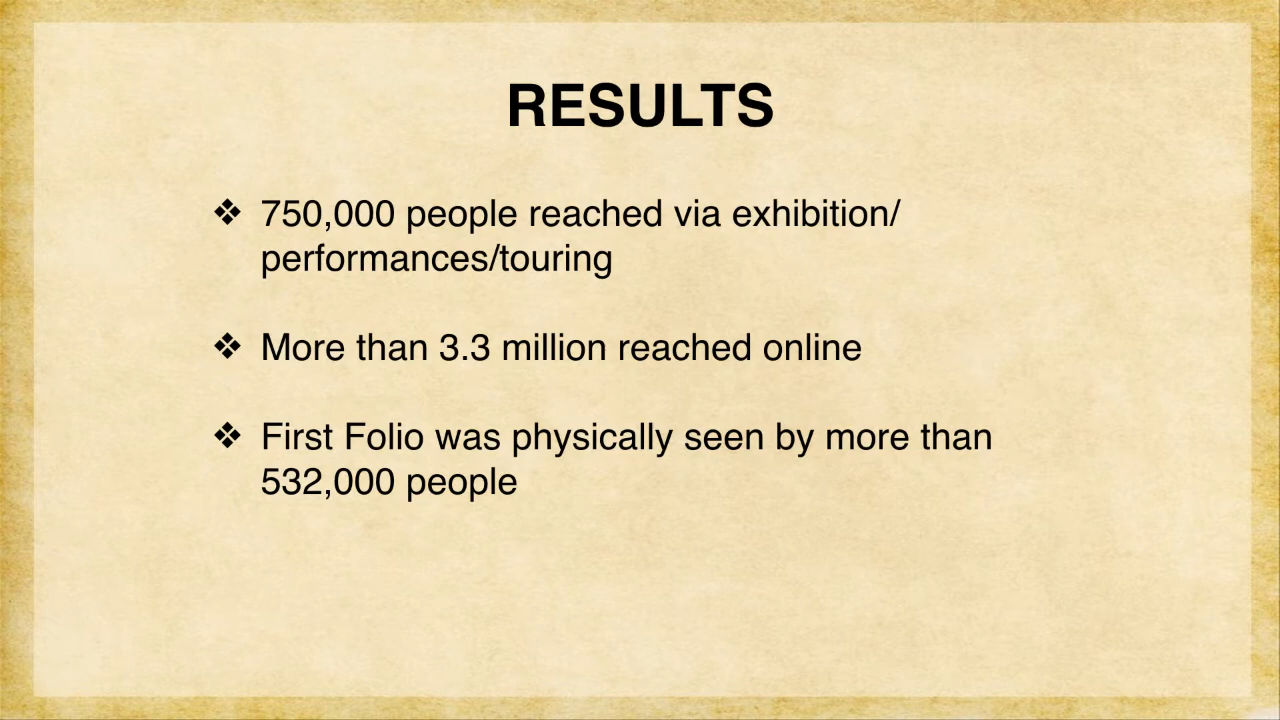 RESULTS
❖ 750,000 people reached via exhibition/
performances/touring
❖ More than 3.3 million reached online
❖ First Folio was physically seen by more than
532,000 people